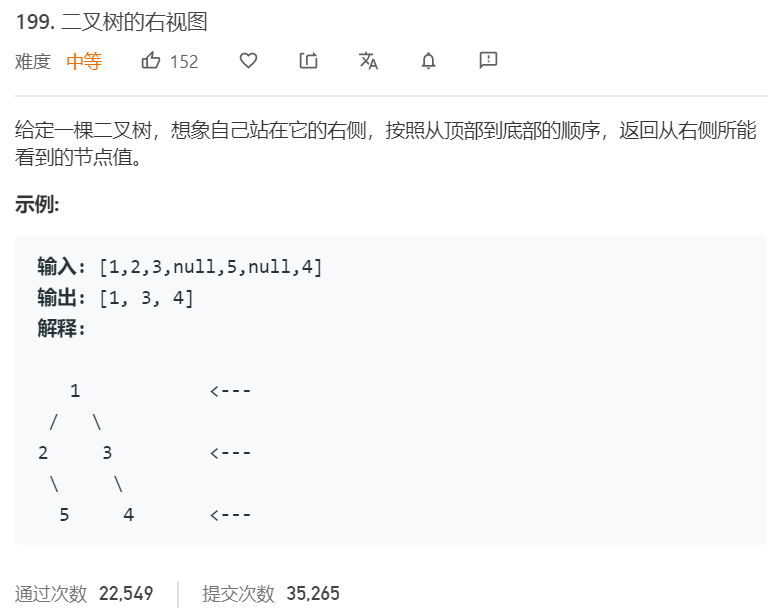 199. 二叉树的右视图
难度 中等 152
给定一棵二叉树，想象自己站在它的右侧，按照从顶部到底部的顺序，返回从右侧所能
看到的节点值。
示例:
输入: [1,2,3,null,5,null,4]
输出: [1, 3, 4]
解释:
1 <---
/ \
2 3 <---
\ \
5 4 <---
通过次数 22,549 提交次数 35,265